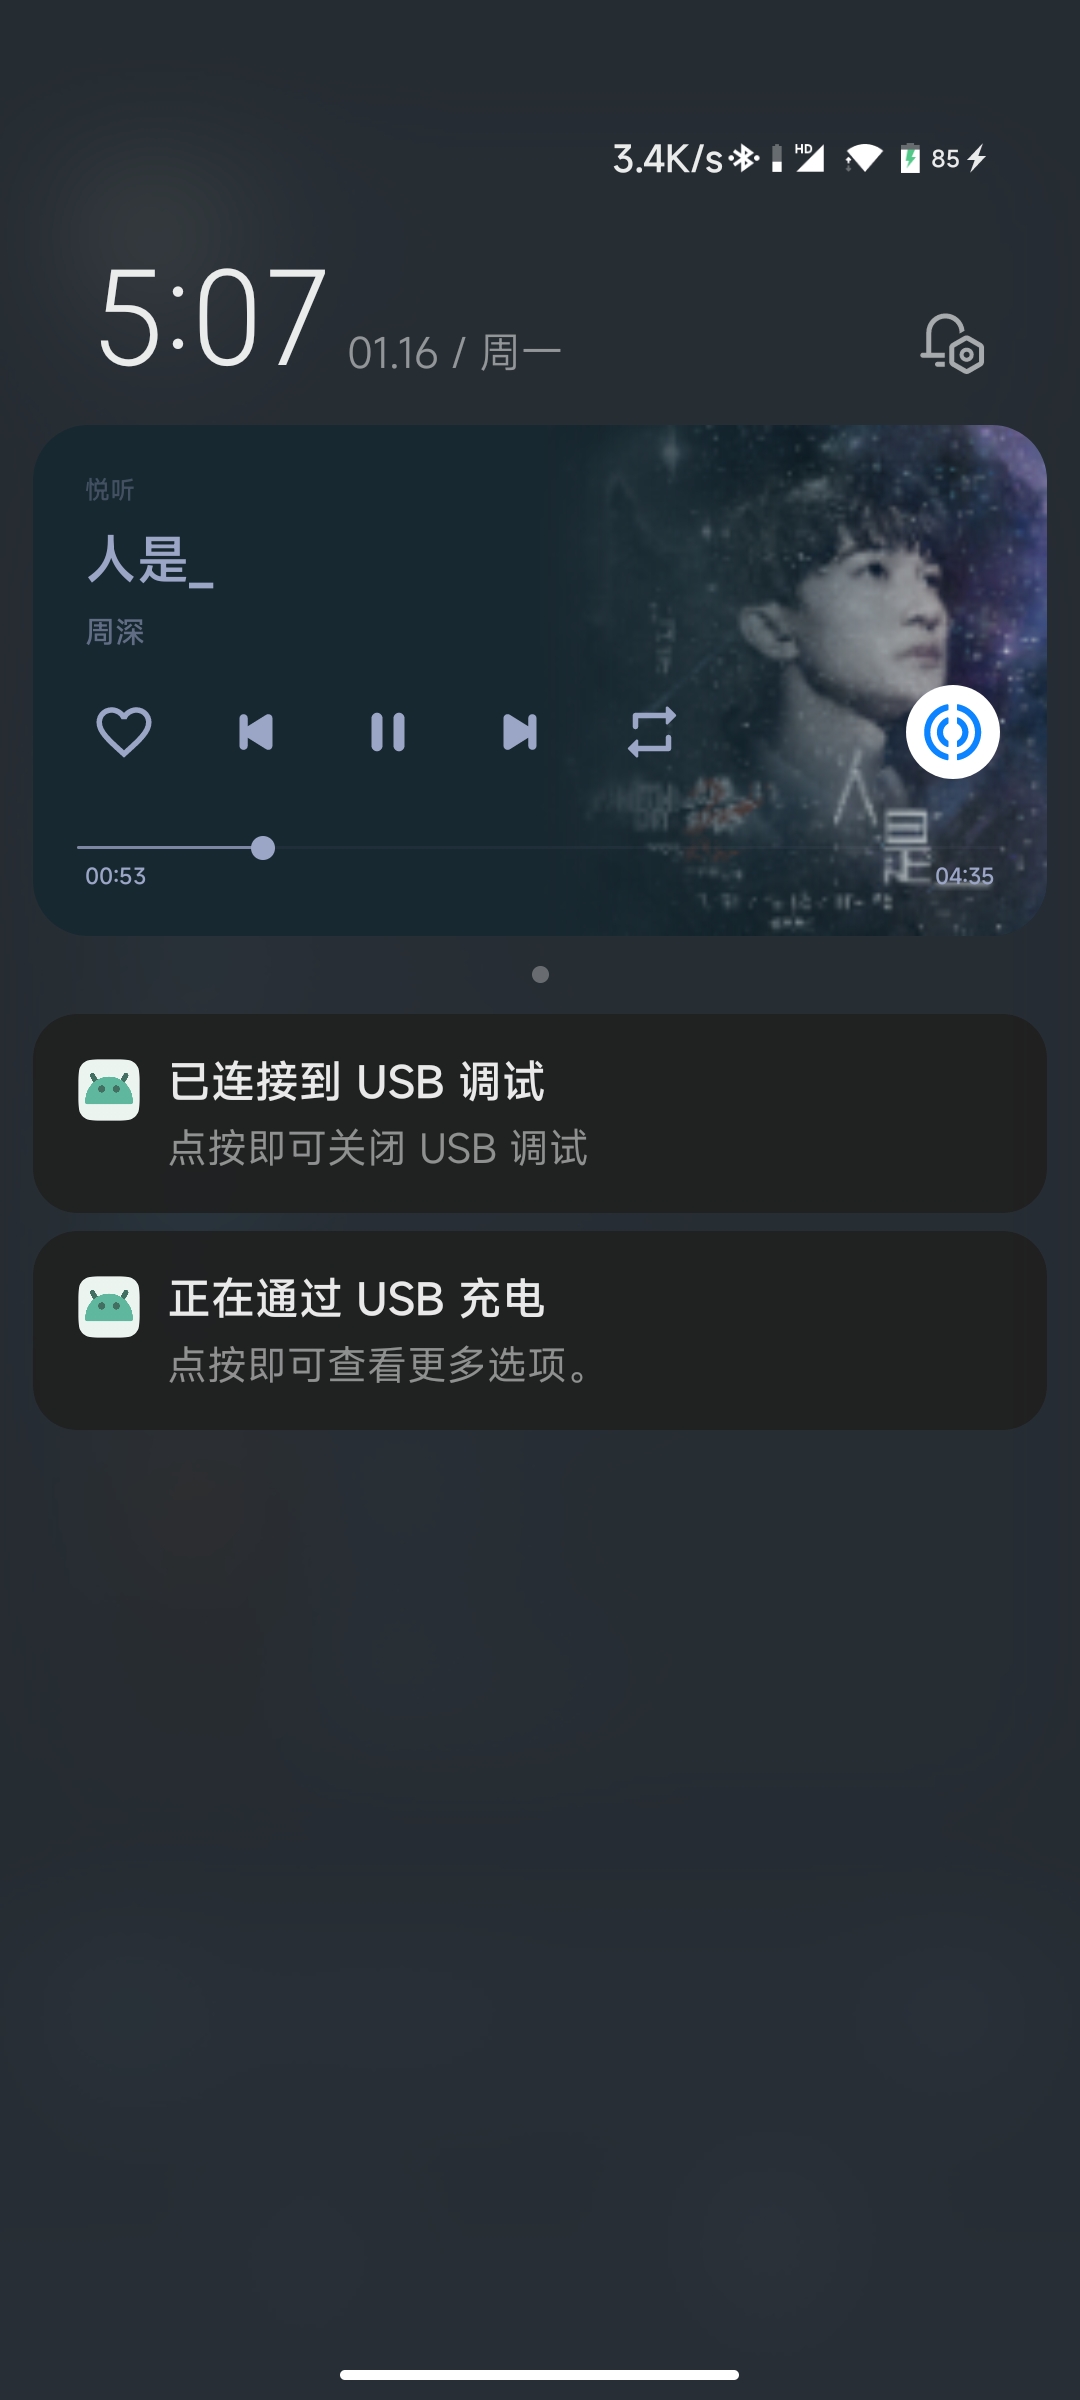 3.4K/s HD 85
5:07 01.16 / 周一
悦听
人是_
周深
人是
00:53 04:35
已连接到 USB 调试
点按即可关闭 USB 调试
正在通过 USB 充电
点按即可查看更多选项。